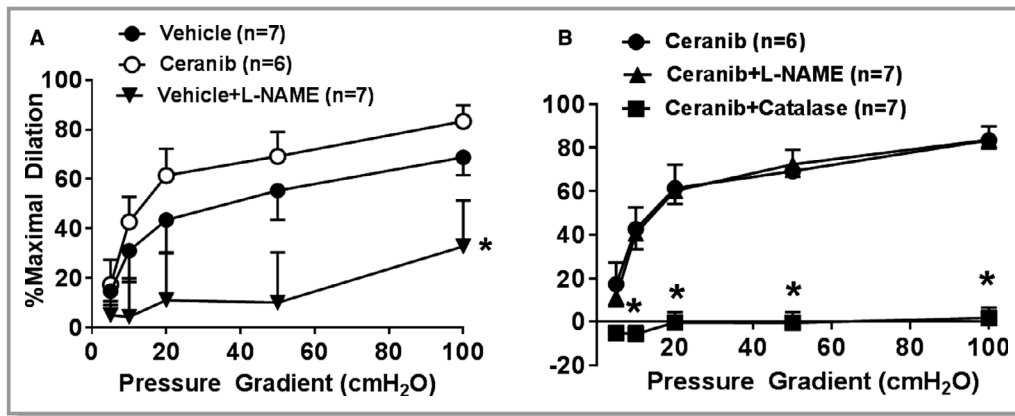 A
Vehicle (n=7)
Ceranib (n=6)
Vehicle+L-NAME (n=7)
100
80
60
40
20
0
%Maximal Dilation
*
0 20 40 60 80 100
Pressure Gradient (cmH₂O)
B
Ceranib (n=6)
Ceranib+L-NAME (n=7)
Ceranib+Catalase (n=7)
100
80
60
40
20
0
-20
* * * *
20 40 60 80 100
Pressure Gradient (cmH₂O)